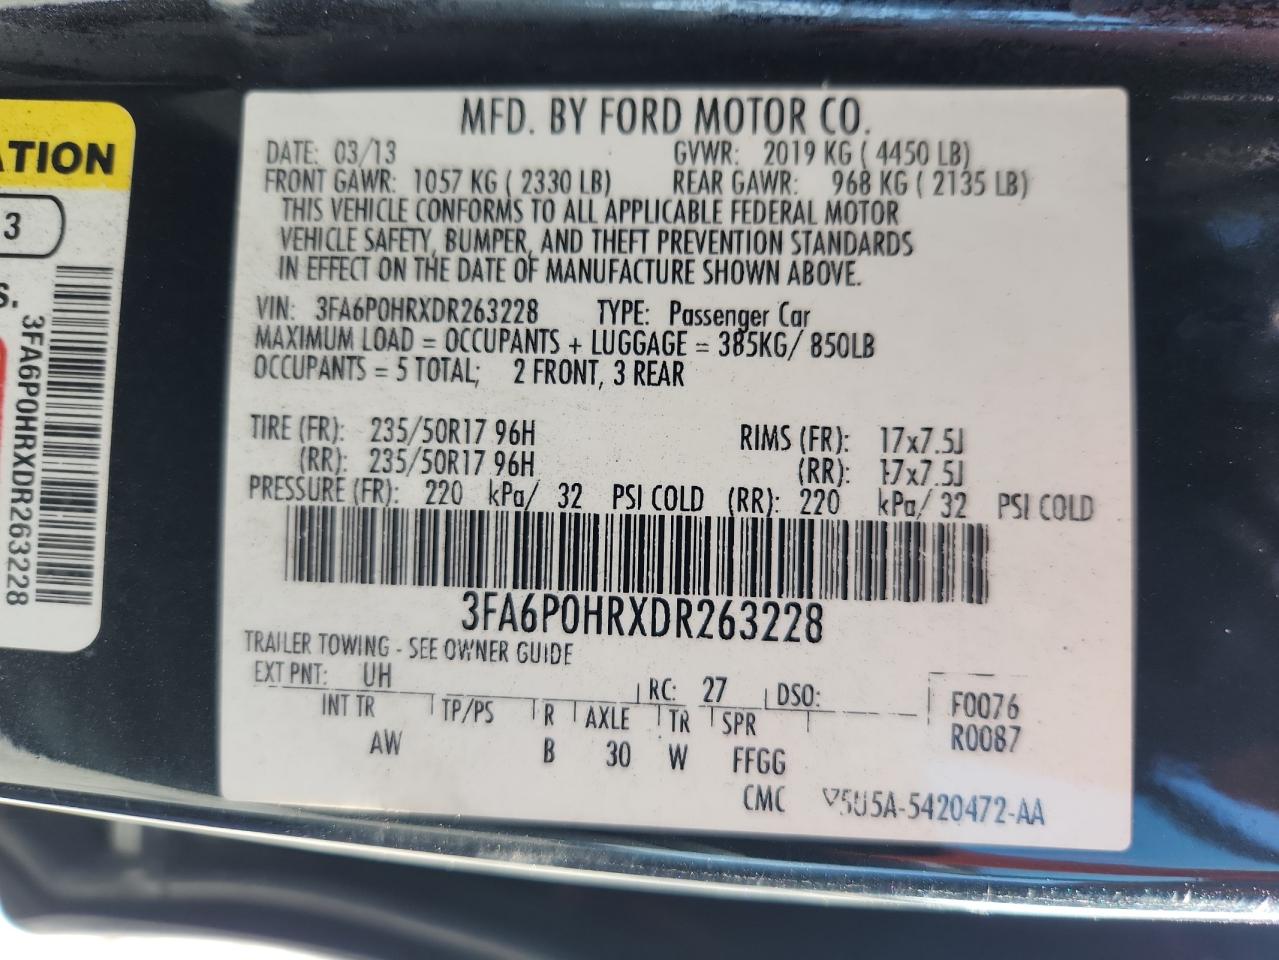 MFD. BY FORD MOTOR CO.
DATE: 03/13 GVWR: 2019 KG ( 4450 LB)
FRONT GAWR: 1057 KG ( 2330 LB) REAR GAWR: 968 KG ( 2135 LB)
THIS VEHICLE CONFORMS TO ALL APPLICABLE FEDERAL MOTOR
VEHICLE SAFETY, BUMPER, AND THEFT PREVENTION STANDARDS
IN EFFECT ON THE DATE OF MANUFACTURE SHOWN ABOVE.
VIN: 3FA6P0HRXDR263228 TYPE: Passenger Car
MAXIMUM LOAD = OCCUPANTS + LUGGAGE = 385KG/ 850LB
OCCUPANTS = 5 TOTAL; 2 FRONT, 3 REAR
TIRE (FR): 235/50R17 96H RIMS (FR): 17x7.5J
(RR): 235/50R17 96H (RR): 17x7.5J
PRESSURE (FR): 220 kPa/ 32 PSI COLD (RR): 220 kPa/ 32 PSI COLD
3FA6P0HRXDR263228
TRAILER TOWING - SEE OWNER GUIDE
EXT PNT: UH RC: 27 DSO:
INT TR TP/PS R AXLE TR SPR F0076
AW B 30 W FFGG R0087
CMC 5U5A-5420472-AA
ATION
3
S.
3FA6P0HRXDR263228